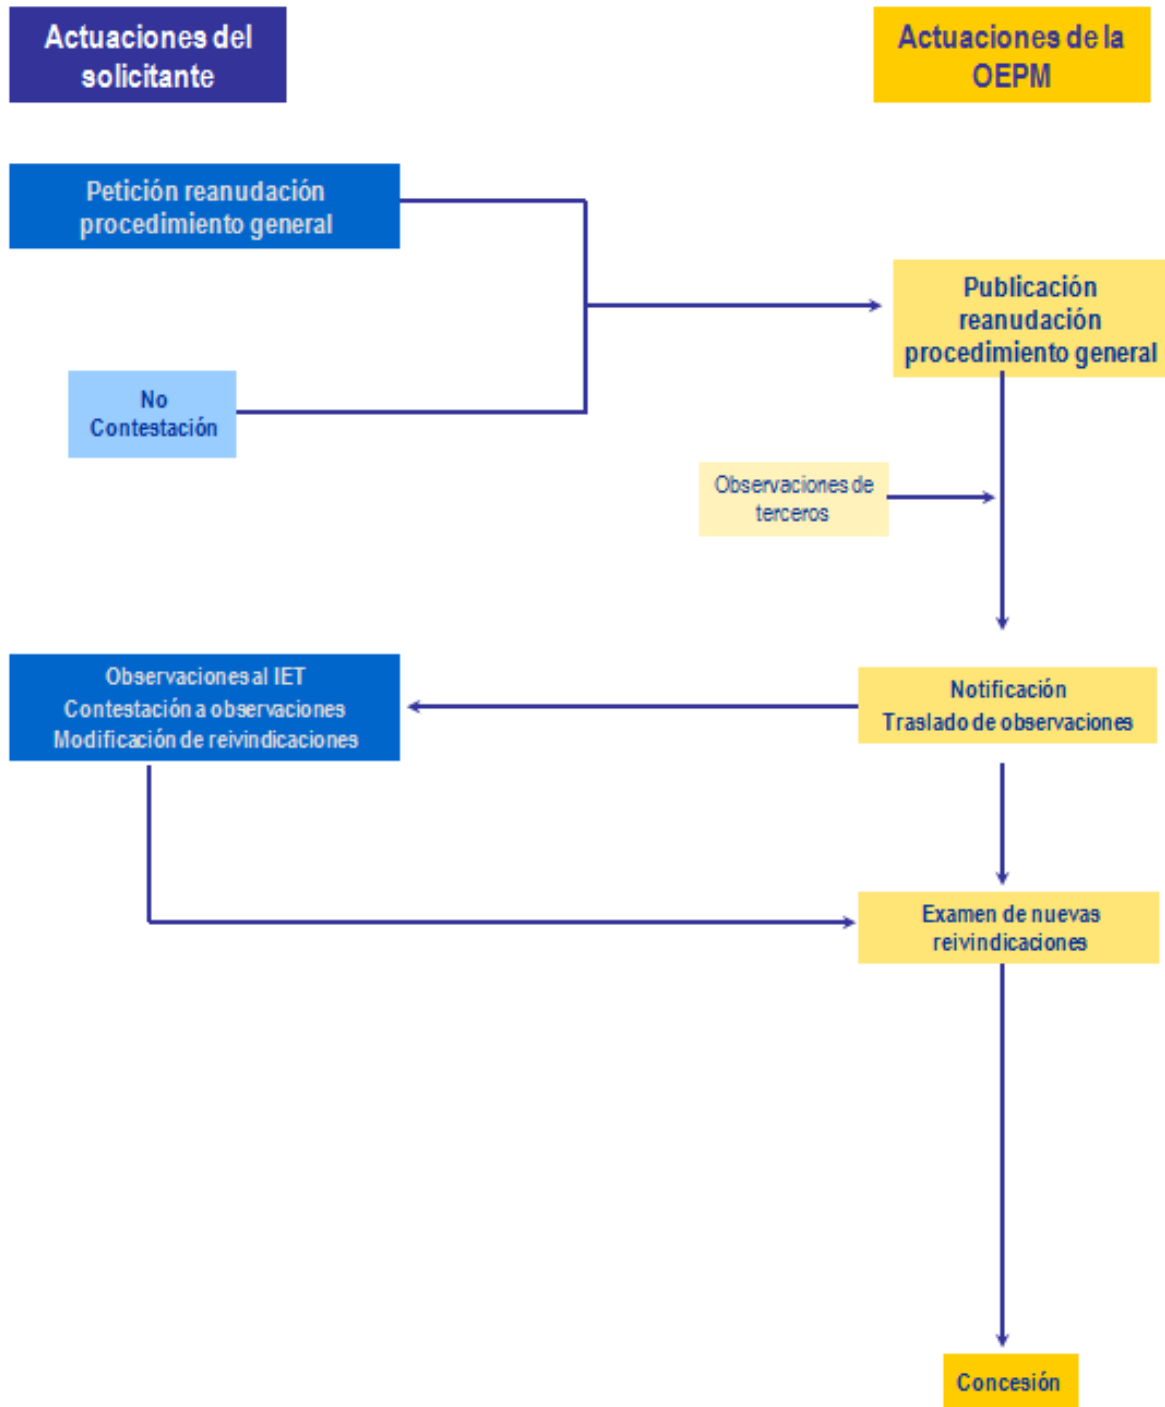 Actuaciones del
solicitante
Actuaciones de la
OEPM
Petición reanudación
procedimiento general
Publicación
reanudación
procedimiento general
No
Contestación
Observaciones de
terceros
Observaciones al IET
Contestación a observaciones
Modificación de reivindicaciones
Notificación
Traslado de observaciones
Examen de nuevas
reivindicaciones
Concesión